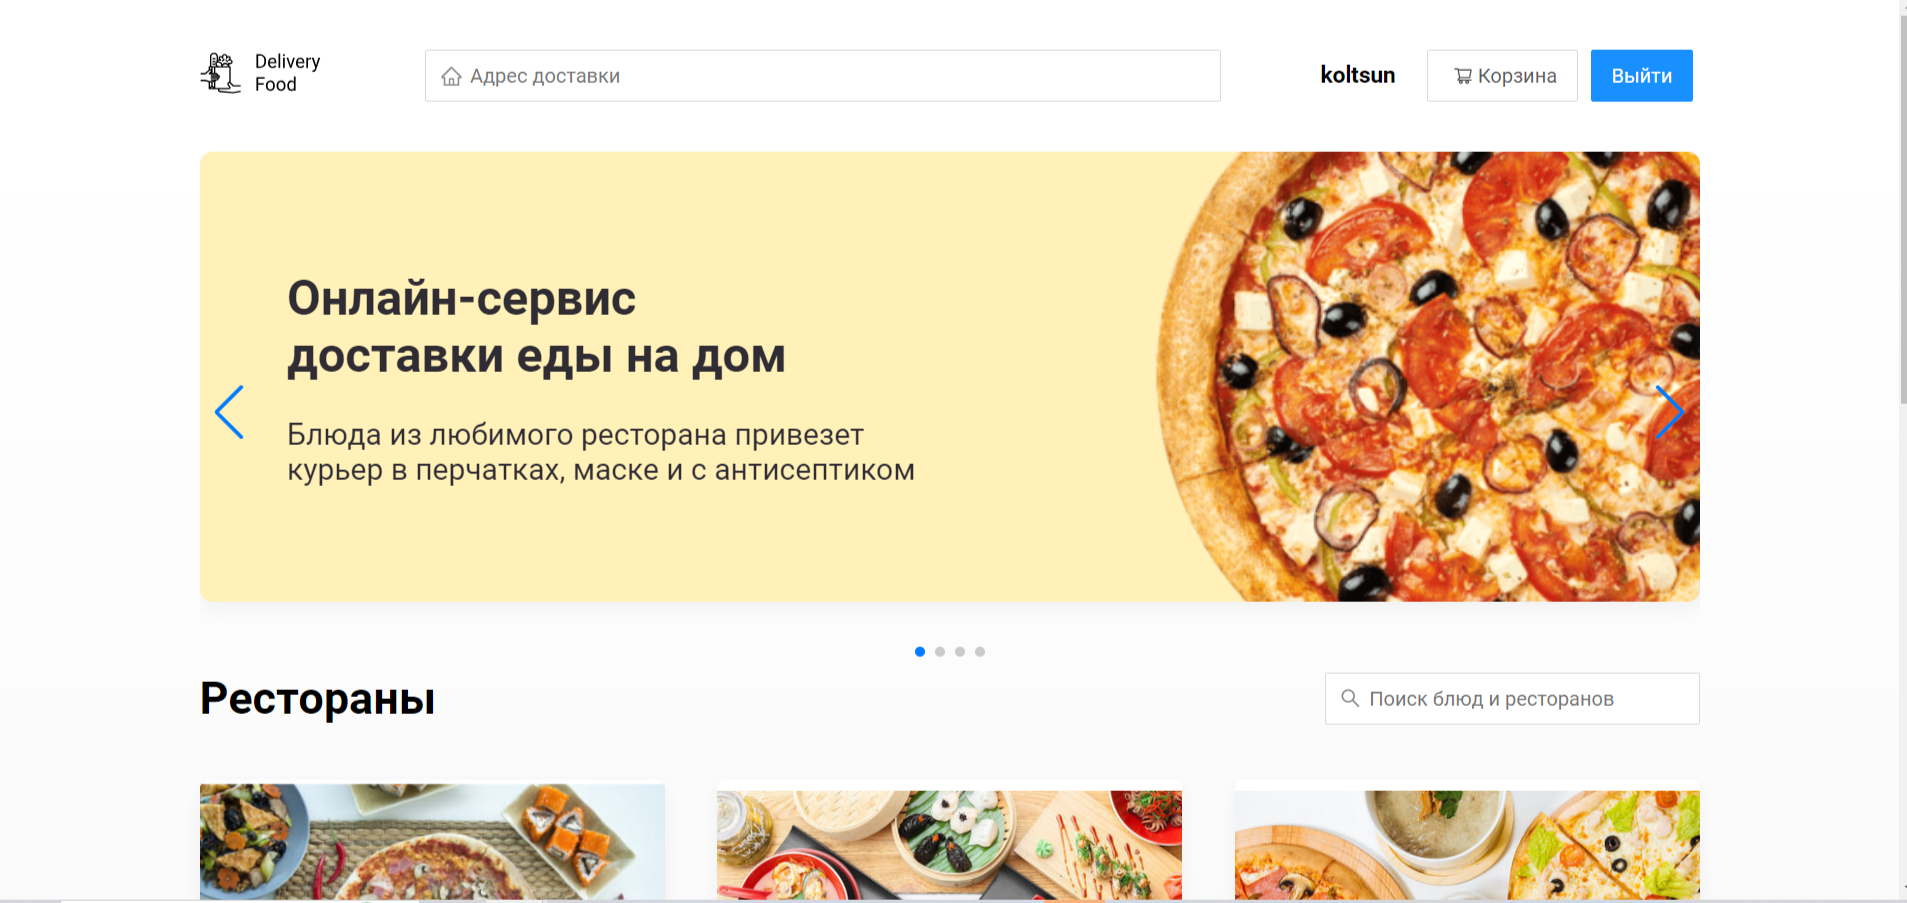 Delivery
Food
Адрес доставки
koltsun
Корзина
Выйти
Онлайн-сервис
доставки еды на дом
Блюда из любимого ресторана привезет
курьер в перчатках, маске и с антисептиком
Рестораны
Поиск блюд и ресторанов